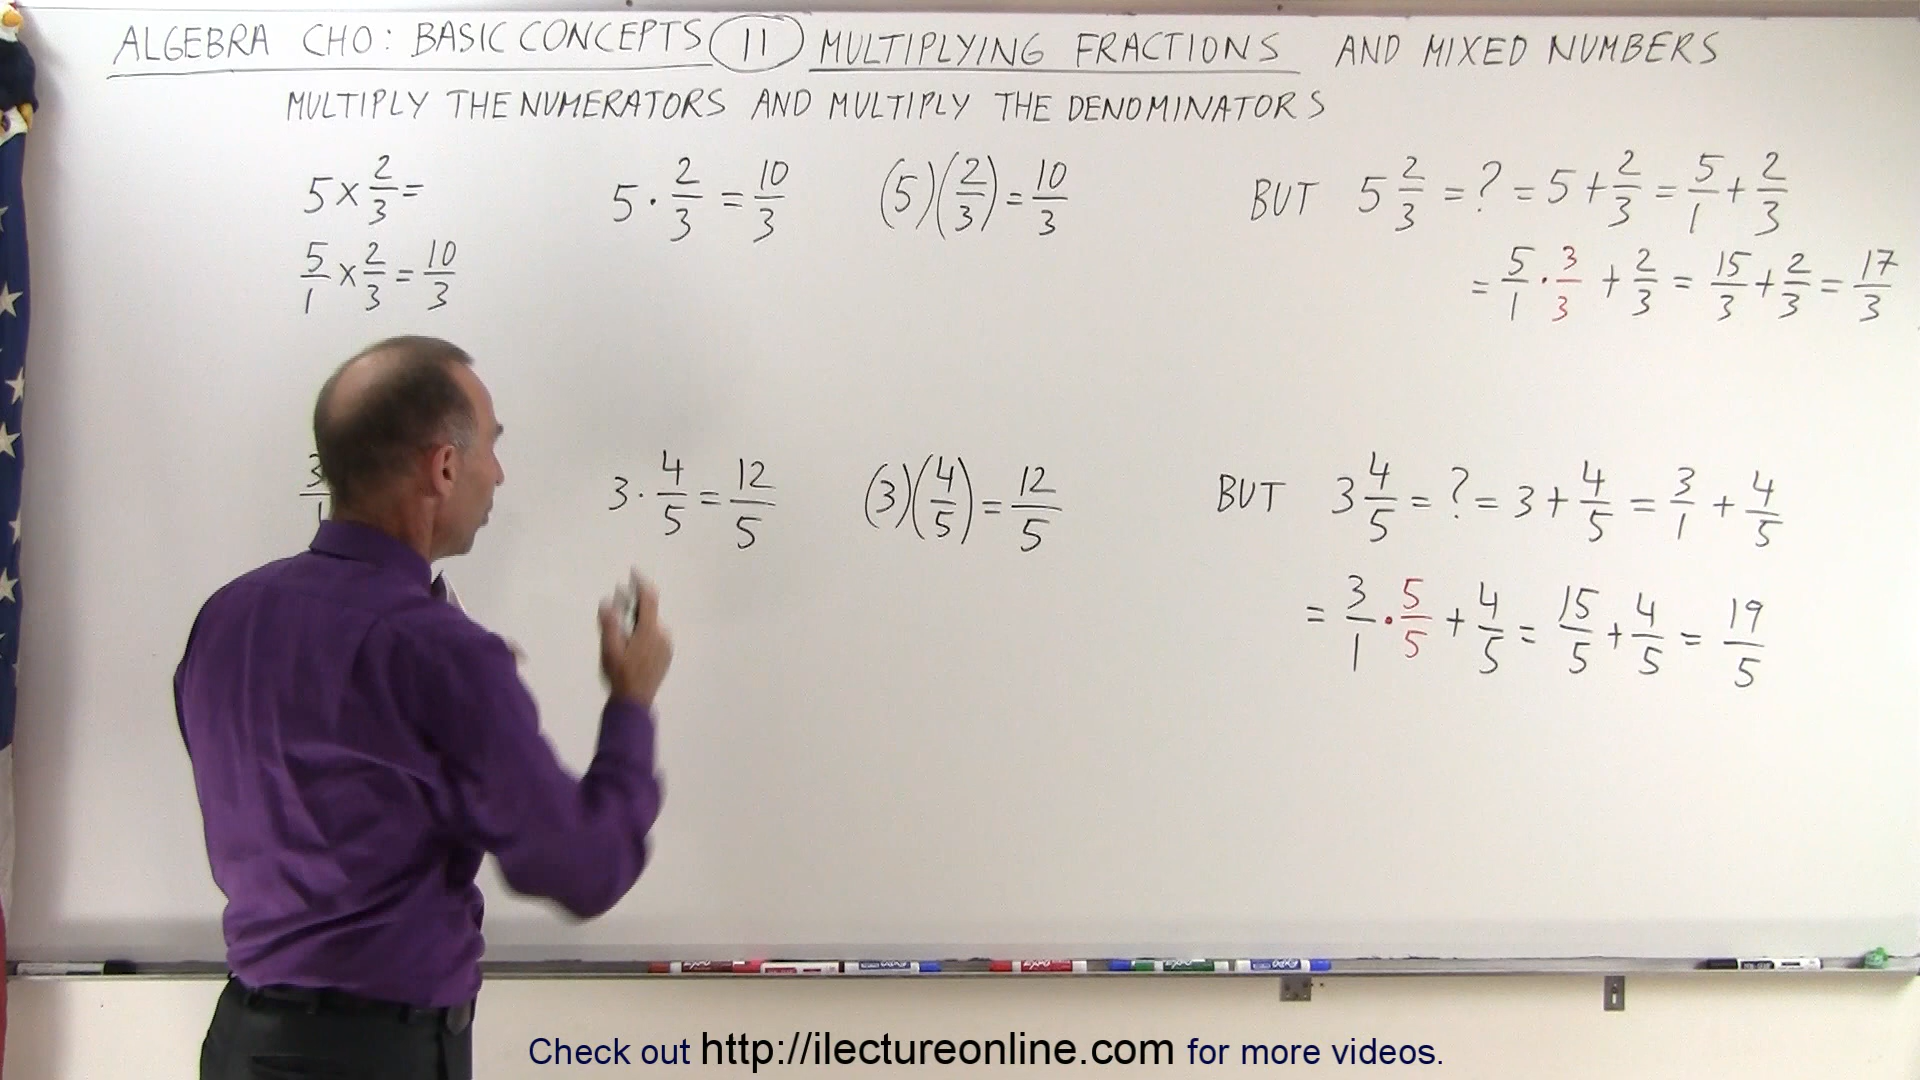 ALGEBRA CHO: BASIC CONCEPTS 11 MULTIPLYING FRACTIONS AND MIXED NUMBERS
MULTIPLY THE NUMERATORS AND MULTIPLY THE DENOMINATORS
5 × 2/3 =
5/1 × 2/3 = 10/3
5 · 2/3 = 10/3
(5)(2/3) = 10/3
BUT 5 2/3 = ? = 5 + 2/3 = 5/1 + 2/3
= 5/1 · 3/3 + 2/3 = 15/3 + 2/3 = 17/3
3 · 4/5 = 12/5
(3)(4/5) = 12/5
BUT 3 4/5 = ? = 3 + 4/5 = 3/1 + 4/5
= 3/1 · 5/5 + 4/5 = 15/5 + 4/5 = 19/5
Check out http://ilectureonline.com for more videos.